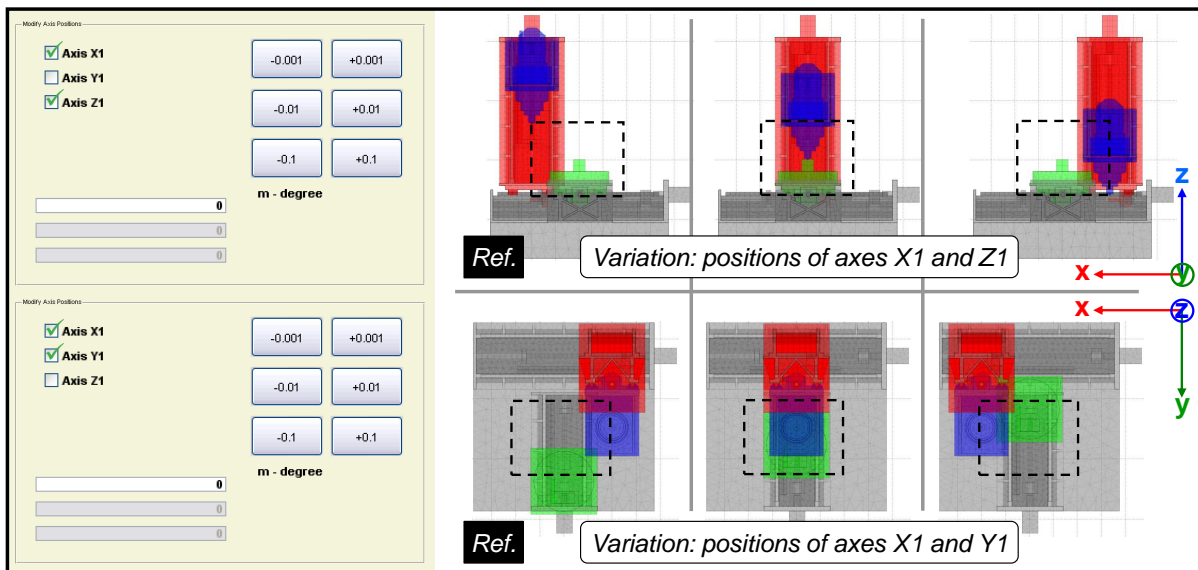 Modify Axis Positions
Axis X1
Axis Y1
Axis Z1
-0.001
+0.001
-0.01
+0.01
-0.1
+0.1
m - degree
0
0
0
Ref.
Variation: positions of axes X1 and Z1
z
x
y
Modify Axis Positions
Axis X1
Axis Y1
Axis Z1
-0.001
+0.001
-0.01
+0.01
-0.1
+0.1
m - degree
0
0
0
x
z
y
Ref.
Variation: positions of axes X1 and Y1